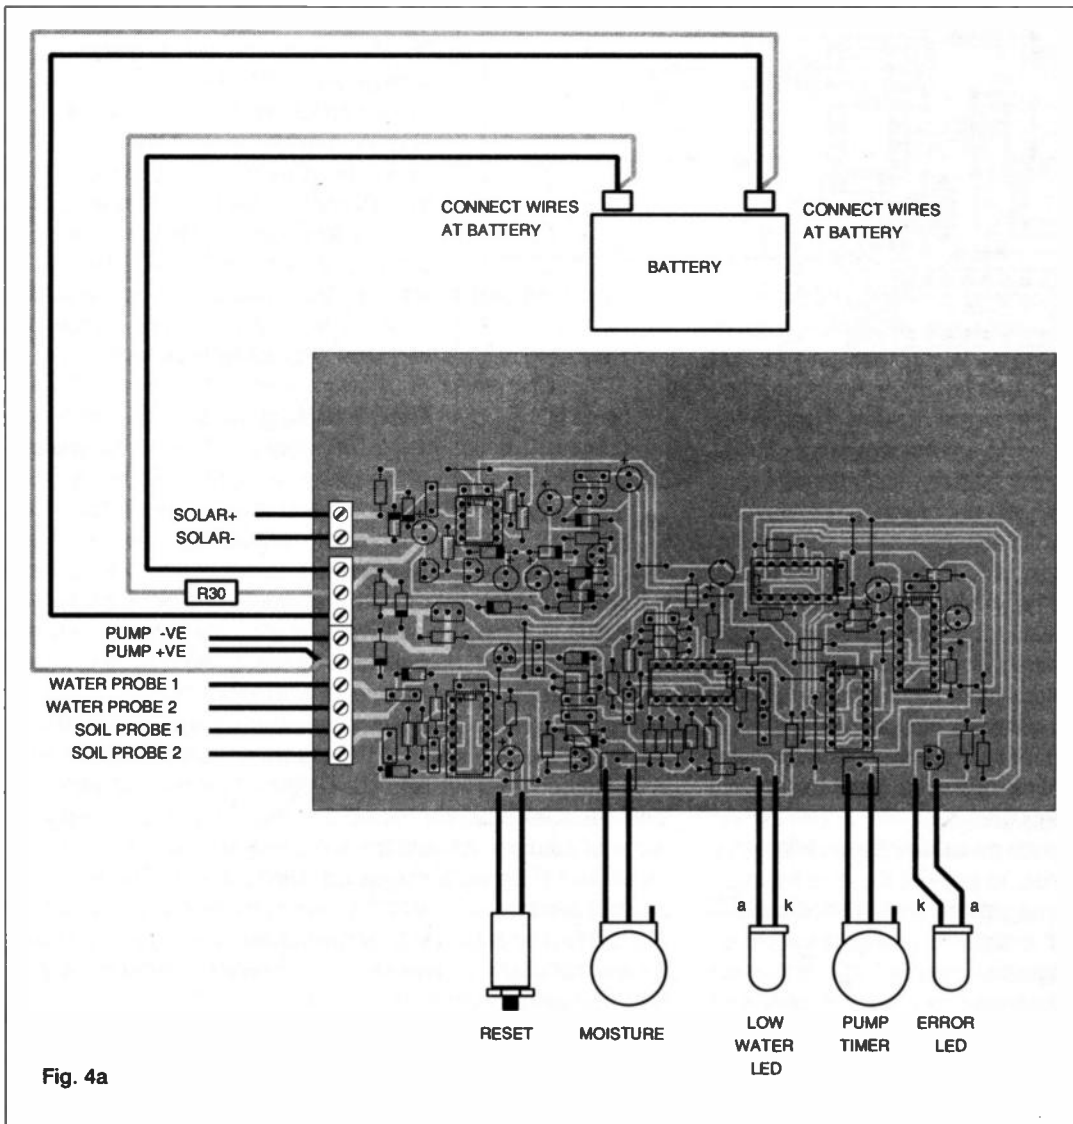 CONNECT WIRES
AT BATTERY
CONNECT WIRES
AT BATTERY
BATTERY
SOLAR+
SOLAR-
R30
PUMP -VE
PUMP +VE
WATER PROBE 1
WATER PROBE 2
SOIL PROBE 1
SOIL PROBE 2
a
k
k
a
RESET
MOISTURE
LOW
WATER
LED
PUMP
TIMER
ERROR
LED
Fig. 4a